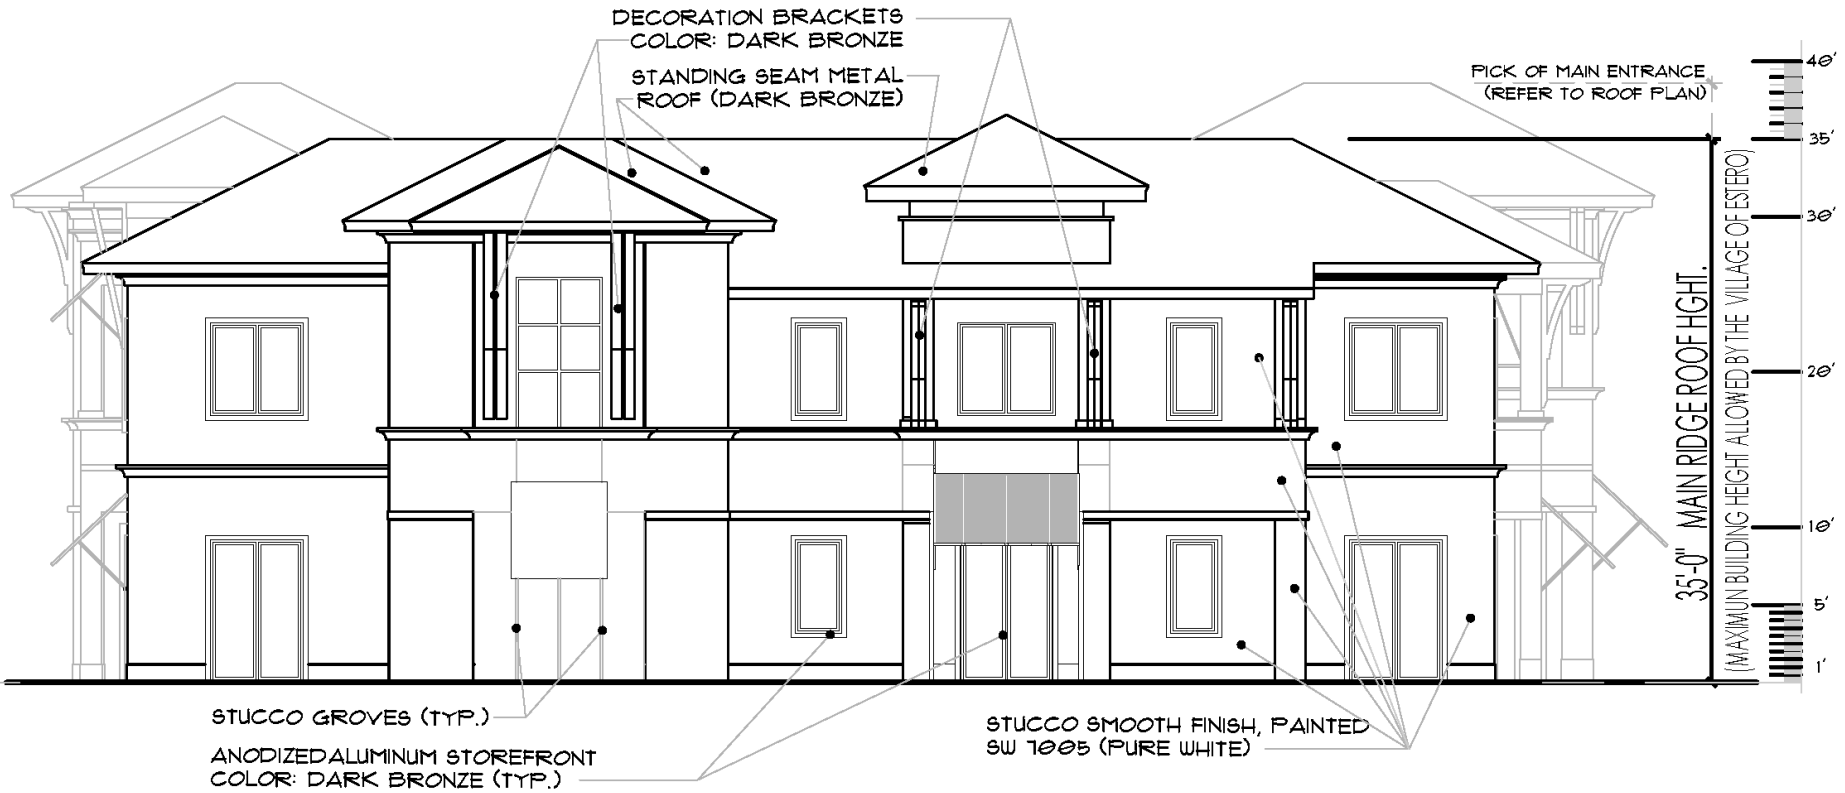 DECORATION BRACKETS
COLOR: DARK BRONZE
STANDING SEAM METAL
ROOF (DARK BRONZE)
PICK OF MAIN ENTRANCE
(REFER TO ROOF PLAN)
40'
35'
30'
20'
10'
5'
1'
35'-0" MAIN RIDGE ROOF HGHT.
(MAXIMUN BUILDING HEIGHT ALLOWED BY THE VILLAGE OF ESTERO)
STUCCO GROVES (TYP.)
ANODIZED ALUMINUM STOREFRONT
COLOR: DARK BRONZE (TYP.)
STUCCO SMOOTH FINISH, PAINTED
SW 7005 (PURE WHITE)